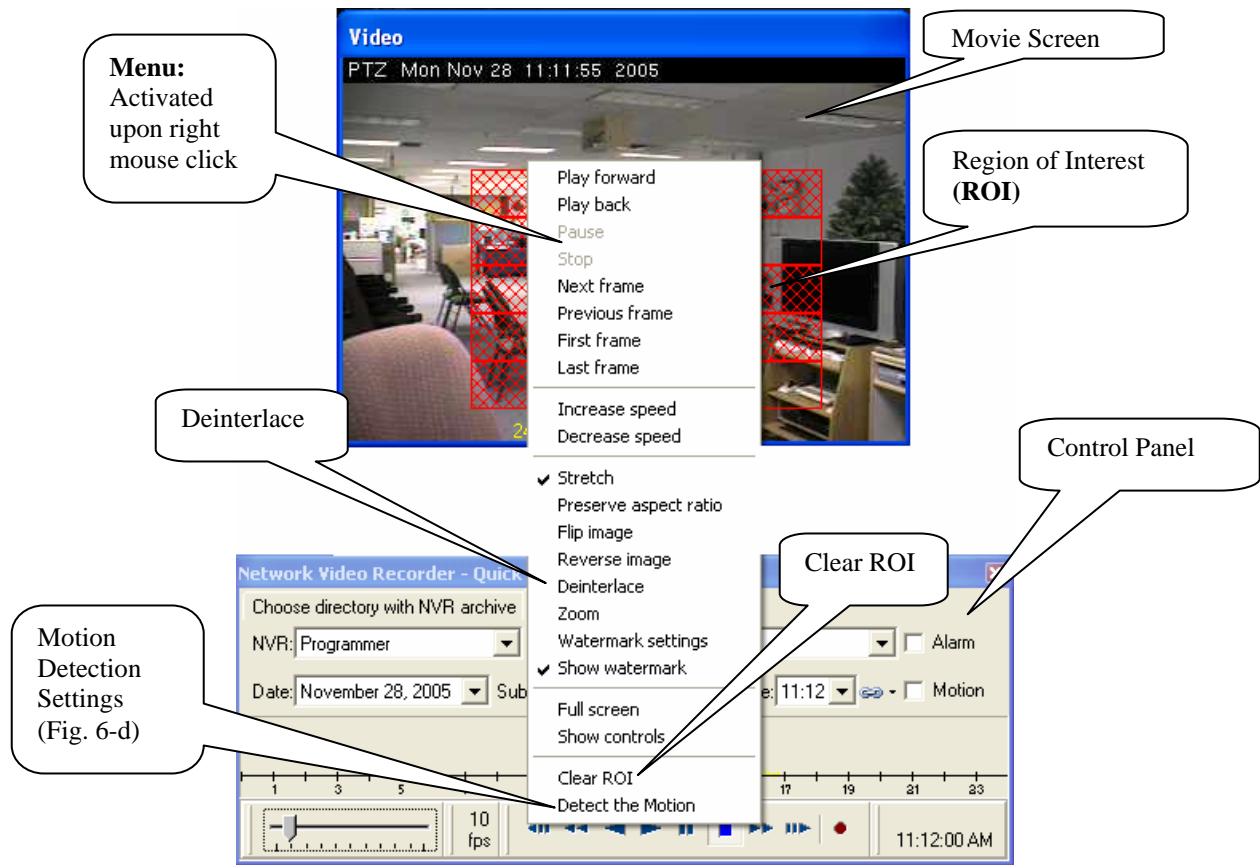 Video
PTZ Mon Nov 28 11:11:55 2005
Movie Screen
Menu:
Activated
upon right
mouse click
Region of Interest
(ROI)
Play forward
Play back
Pause
Stop
Next frame
Previous frame
First frame
Last frame
Increase speed
Decrease speed
Stretch
Preserve aspect ratio
Flip image
Reverse image
Deinterlace
Zoom
Watermark settings
Show watermark
Full screen
Show controls
Clear ROI
Detect the Motion
Deinterlace
Control Panel
Clear ROI
Motion
Detection
Settings
(Fig. 6-d)
Network Video Recorder - Quick
Choose directory with NVR archive
NVR: Programmer
Alarm
Date: November 28, 2005
Sub
e: 11:12
Motion
1 3 5 17 19 21 23
10
fps
11:12:00 AM